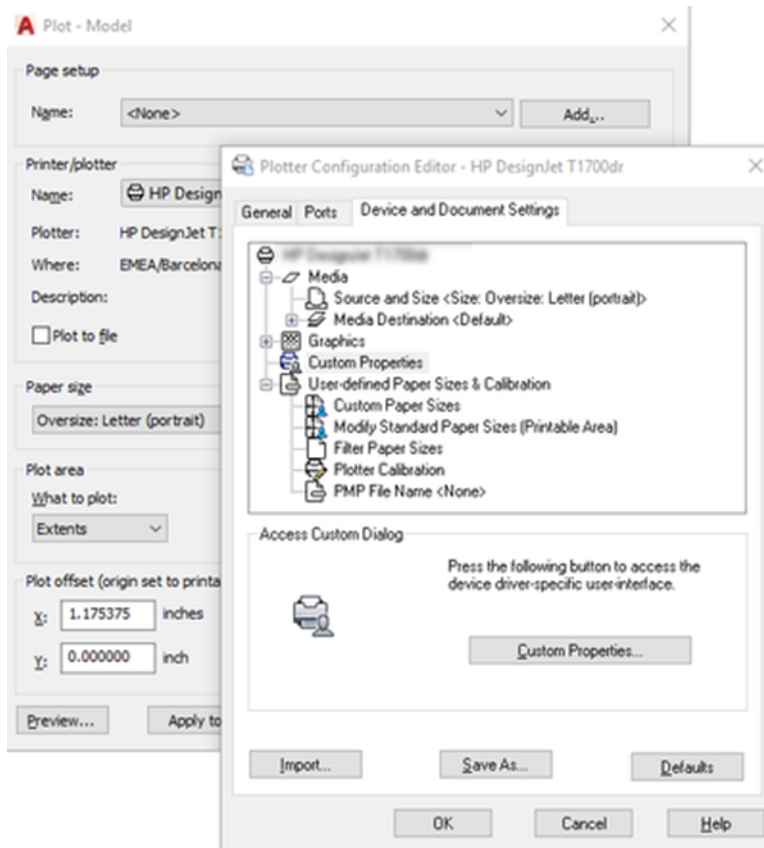 A Plot - Model
Page setup
Name: <None> Add...
Printer/plotter
Name: HP Design
Plotter: HP DesignJet T1
Where: EMEA/Barcelona
Description:
Plot to file
Paper size
Oversize: Letter (portrait)
Plot area
What to plot:
Extents
Plot offset (origin set to printa
X: 1.175375 inches
Y: 0.000000 inch
Preview... Apply to
Plotter Configuration Editor - HP DesignJet T1700dr
General Ports Device and Document Settings
Media
Source and Size <Size: Oversize: Letter (portrait)>
Media Destination <Default>
Graphics
Custom Properties
User-defined Paper Sizes & Calibration
Custom Paper Sizes
Modify Standard Paper Sizes (Printable Area)
Filter Paper Sizes
Plotter Calibration
PMP File Name <None>
Access Custom Dialog
Press the following button to access the
device driver-specific user-interface.
Custom Properties...
Import... Save As... Defaults
OK Cancel Help